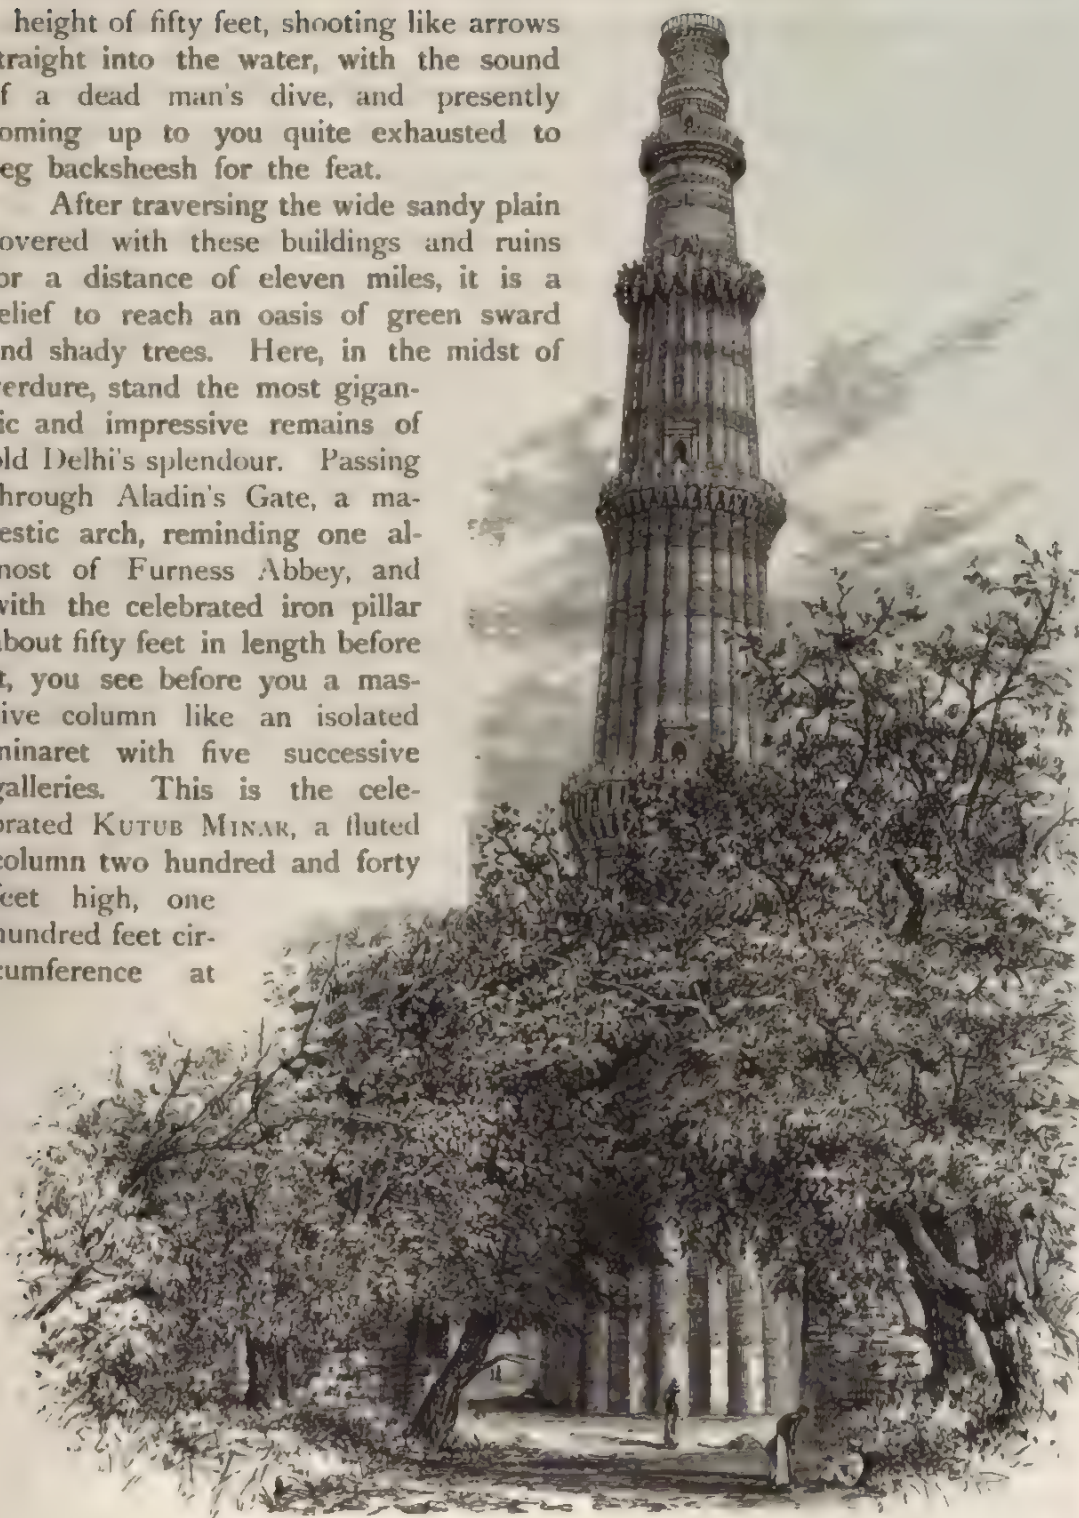 height of fifty feet, shooting like arrows
traight into the water, with the sound
f a dead man's dive, and presently
oming up to you quite exhausted to
eg backsheesh for the feat.
After traversing the wide sandy plain
overed with these buildings and ruins
or a distance of eleven miles, it is a
elief to reach an oasis of green sward
nd shady trees. Here, in the midst of
erdure, stand the most gigan-
ic and impressive remains of
ld Delhi's splendour. Passing
hrough Aladin's Gate, a ma-
estic arch, reminding one al-
most of Furness Abbey, and
with the celebrated iron pillar
about fifty feet in length before
t, you see before you a mas-
ive column like an isolated
minaret with five successive
galleries. This is the cele-
brated KUTUB MINAR, a fluted
column two hundred and forty
feet high, one
hundred feet cir-
cumference at